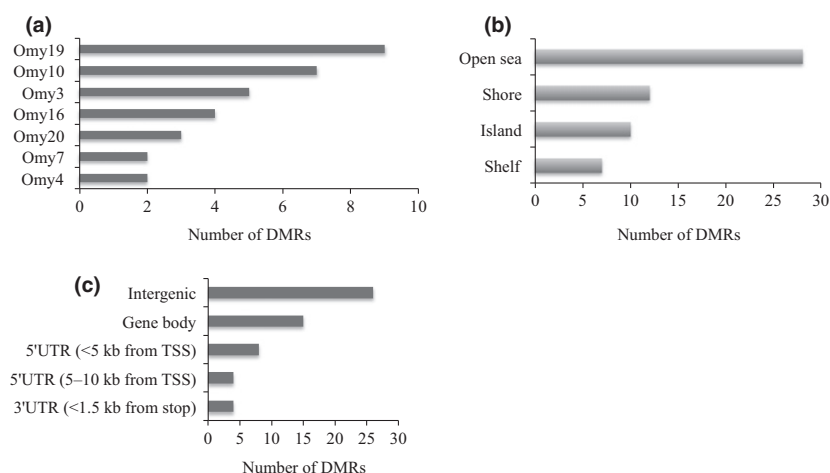 (a)
Omy19
Omy10
Omy3
Omy16
Omy20
Omy7
Omy4
0 2 4 6 8 10
Number of DMRs
(b)
Open sea
Shore
Island
Shelf
0 5 10 15 20 25 30
Number of DMRs
(c)
Intergenic
Gene body
5'UTR (<5 kb from TSS)
5'UTR (5–10 kb from TSS)
3'UTR (<1.5 kb from stop)
0 5 10 15 20 25 30
Number of DMRs